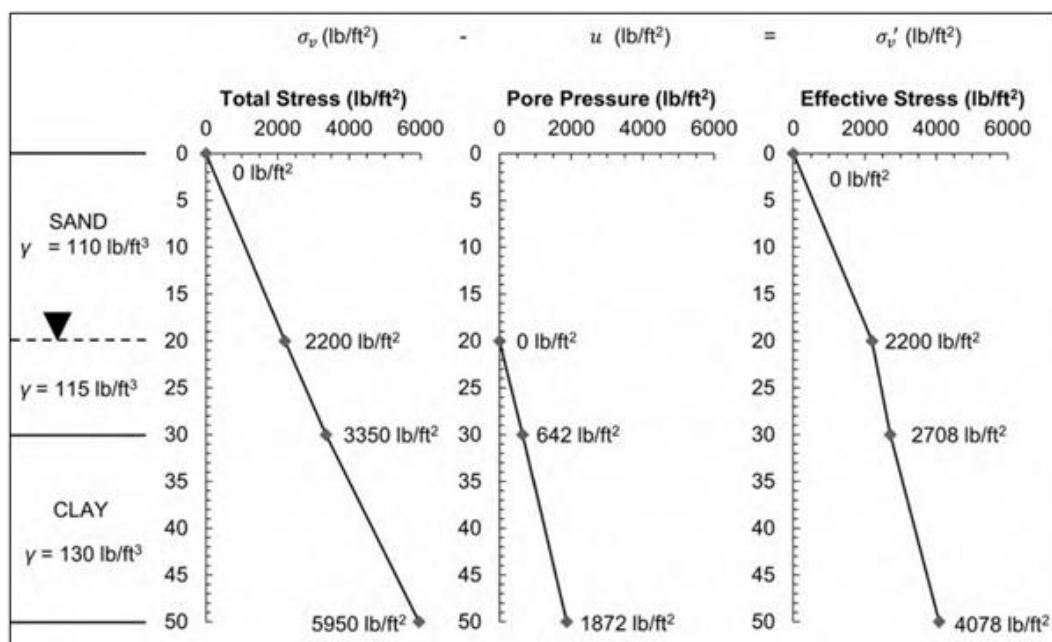 σᵥ (lb/ft²) - u (lb/ft²) = σᵥ′ (lb/ft²)
Total Stress (lb/ft²) Pore Pressure (lb/ft²) Effective Stress (lb/ft²)
0 2000 4000 6000 0 2000 4000 6000 0 2000 4000 6000
0 0 0
0 lb/ft² 0 lb/ft²
5 5 5
SAND
γ = 110 lb/ft³ 10 10 10
15 15 15
20 2200 lb/ft² 20 0 lb/ft² 20 2200 lb/ft²
γ = 115 lb/ft³ 25 25 25
30 3350 lb/ft² 30 642 lb/ft² 30 2708 lb/ft²
35 35 35
CLAY
40 40 40
γ = 130 lb/ft³
45 45 45
50 5950 lb/ft² 50 1872 lb/ft² 50 4078 lb/ft²